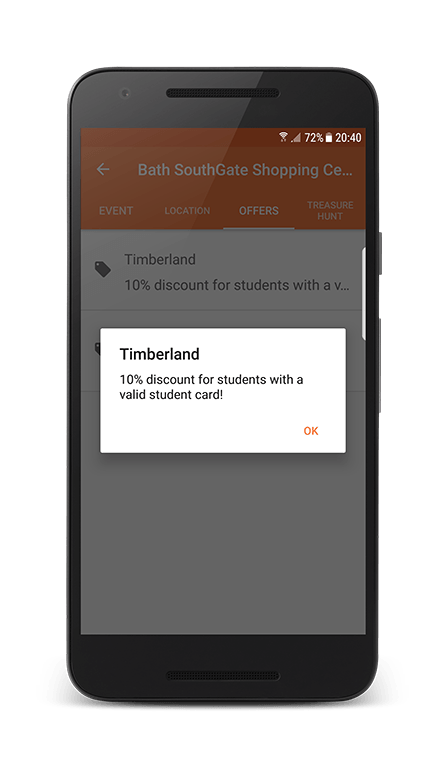 72% 20:40
Bath SouthGate Shopping Ce...
EVENT
LOCATION
OFFERS
TREASURE
HUNT
Timberland
10% discount for students with a v...
Timberland
10% discount for students with a
valid student card!
OK